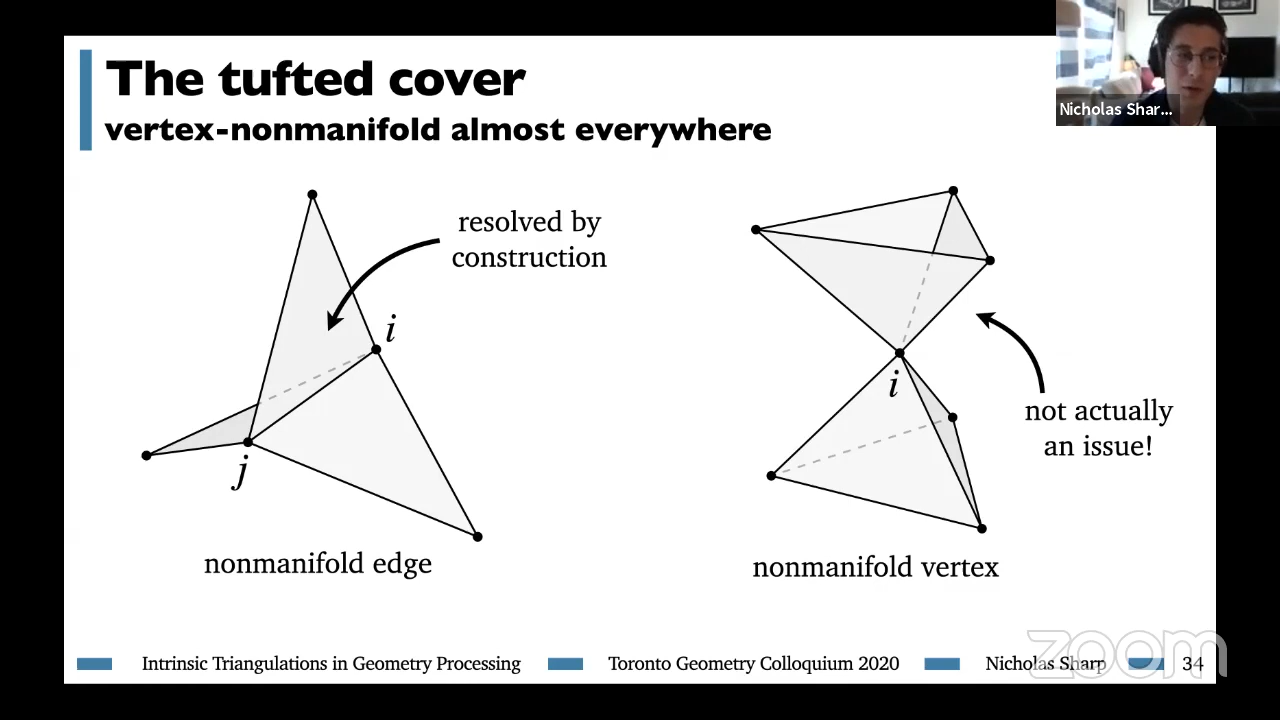 The tufted cover
vertex-nonmanifold almost everywhere
Nicholas Shar...
resolved by
construction
i
j
nonmanifold edge
i
not actually
an issue!
nonmanifold vertex
Intrinsic Triangulations in Geometry Processing
Toronto Geometry Colloquium 2020
Nicholas Sharp
34
zoom